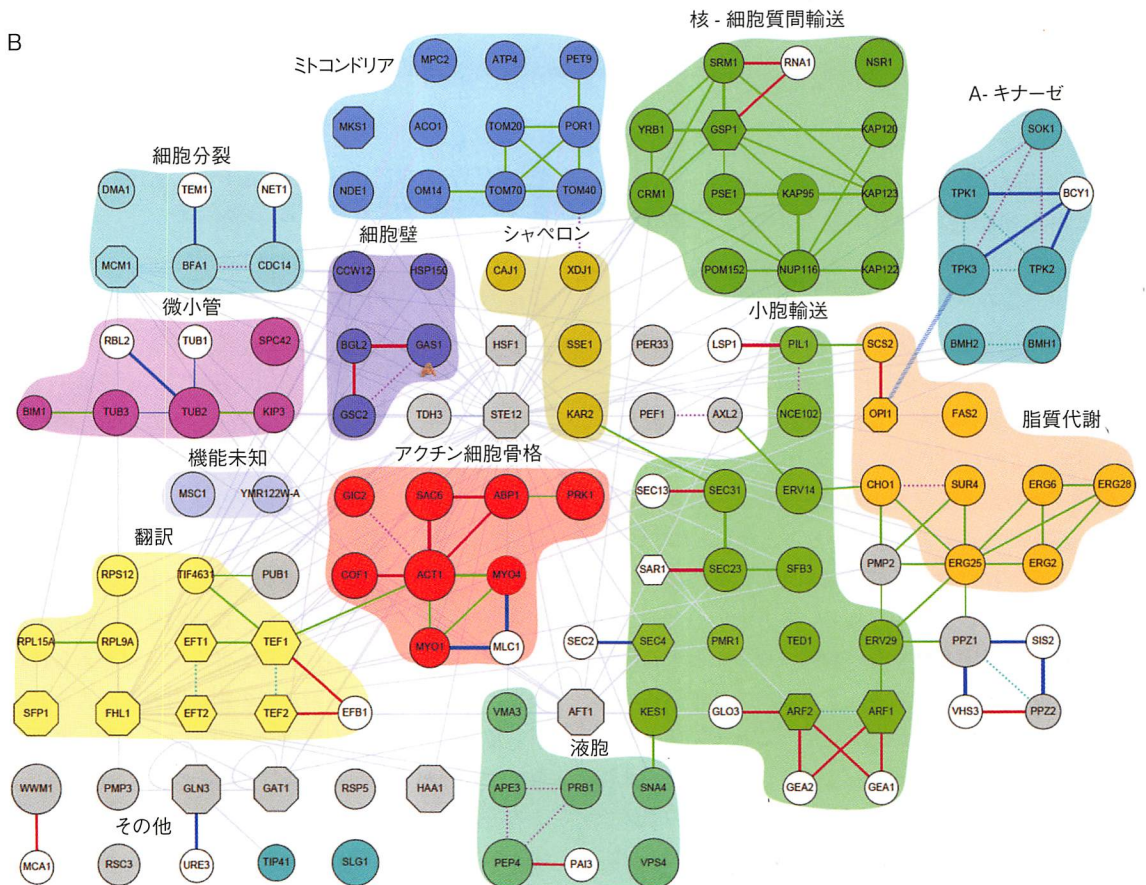 B
核 - 細胞質間輸送
ミトコンドリア
MPC2
ATP4
PET9
SRM1
RNA1
NSR1
A- キナーゼ
MKS1
ACO1
TOM20
POR1
YRB1
GSP1
KAP120
SOK1
細胞分裂
DMA1
TEM1
NET1
NDE1
OM14
TOM70
TOM40
CRM1
PSE1
KAP95
KAP123
TPK1
BCY1
細胞壁
シャペロン
MCM1
BFA1
CDC14
CCW12
HSP150
CAJ1
XDJ1
POM152
NUP116
KAP122
TPK3
TPK2
微小管
小胞輸送
RBL2
TUB1
SPC42
BGL2
GAS1
HSF1
SSE1
PER33
LSP1
PIL1
SCS2
BMH2
BMH1
BIM1
TUB3
TUB2
KIP3
GSC2
TDH3
STE12
KAR2
PEF1
AXL2
NCE102
OPI1
FAS2
脂質代謝
機能未知
アクチン細胞骨格
MSC1
YMR122W-A
GIC2
SAC6
ABP1
PRK1
SEC13
SEC31
ERV14
CHO1
SUR4
ERG6
ERG28
翻訳
RPS12
TIF4631
PUB1
COF1
ACT1
MYO4
SAR1
SEC23
SFB3
PMP2
ERG25
ERG2
RPL15A
RPL9A
EFT1
TEF1
MYO1
MLC1
SEC2
SEC4
PMR1
TED1
ERV29
PPZ1
SIS2
SFP1
FHL1
EFT2
TEF2
EFB1
VMA3
AFT1
KES1
GLO3
ARF2
ARF1
VHS3
PPZ2
液胞
WWM1
PMP3
GLN3
GAT1
RSP5
HAA1
APE3
PRB1
SNA4
GEA2
GEA1
その他
MCA1
RSC3
URE3
TIP41
SLG1
PEP4
PAI3
VPS4